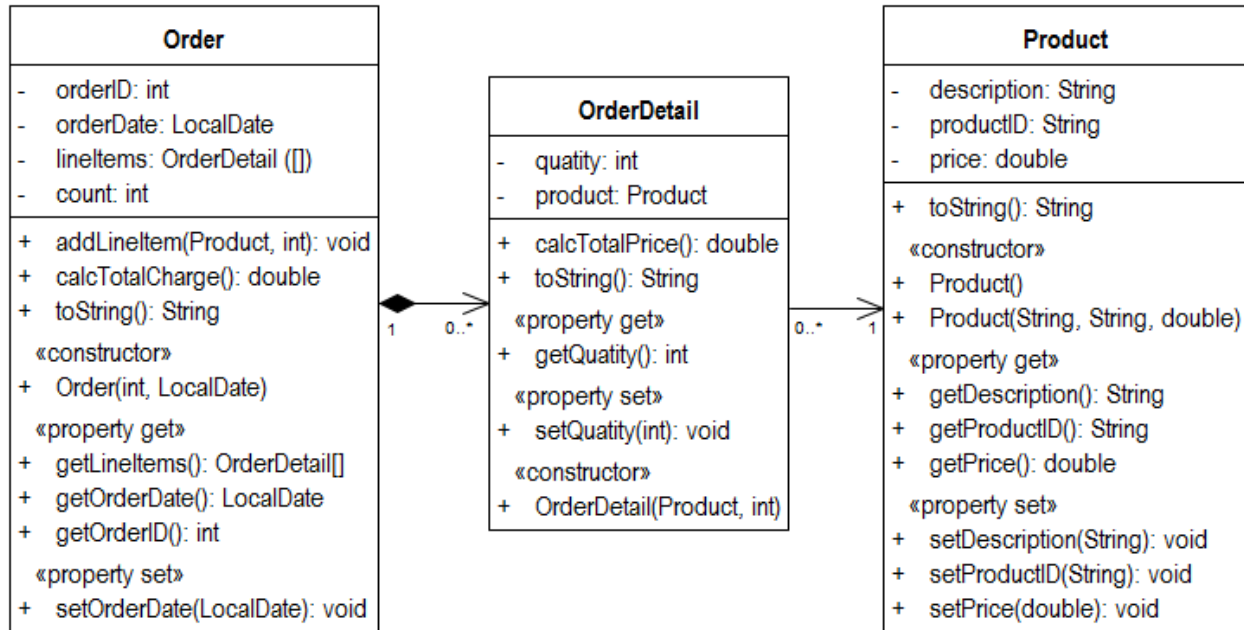 Order
- orderID: int
- orderDate: LocalDate
- lineItems: OrderDetail ([])
- count: int
+ addLineItem(Product, int): void
+ calcTotalCharge(): double
+ toString(): String
«constructor»
+ Order(int, LocalDate)
«property get»
+ getLineItems(): OrderDetail[]
+ getOrderDate(): LocalDate
+ getOrderID(): int
«property set»
+ setOrderDate(LocalDate): void
1
0..*
OrderDetail
- quatity: int
- product: Product
+ calcTotalPrice(): double
+ toString(): String
«property get»
+ getQuatity(): int
«property set»
+ setQuatity(int): void
«constructor»
+ OrderDetail(Product, int)
0..*
1
Product
- description: String
- productID: String
- price: double
+ toString(): String
«constructor»
+ Product()
+ Product(String, String, double)
«property get»
+ getDescription(): String
+ getProductID(): String
+ getPrice(): double
«property set»
+ setDescription(String): void
+ setProductID(String): void
+ setPrice(double): void